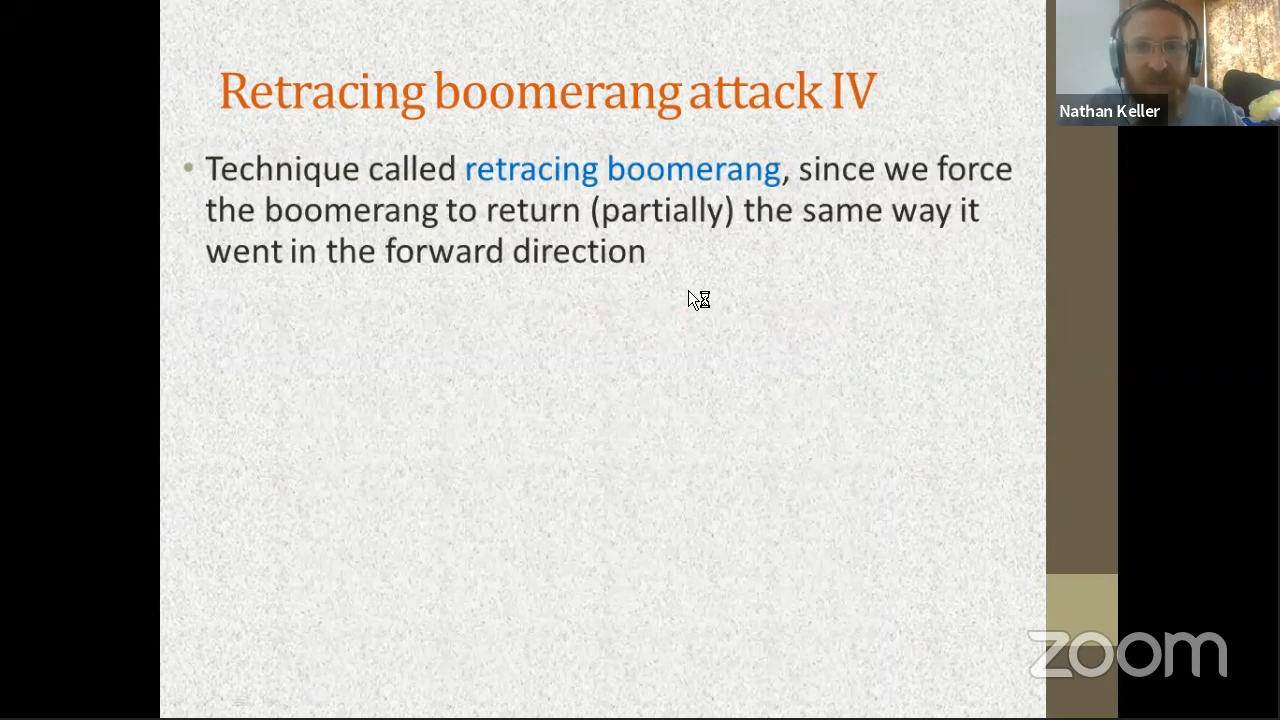 Retracing boomerang attack IV
• Technique called retracing boomerang, since we force
the boomerang to return (partially) the same way it
went in the forward direction
Nathan Keller
zoom